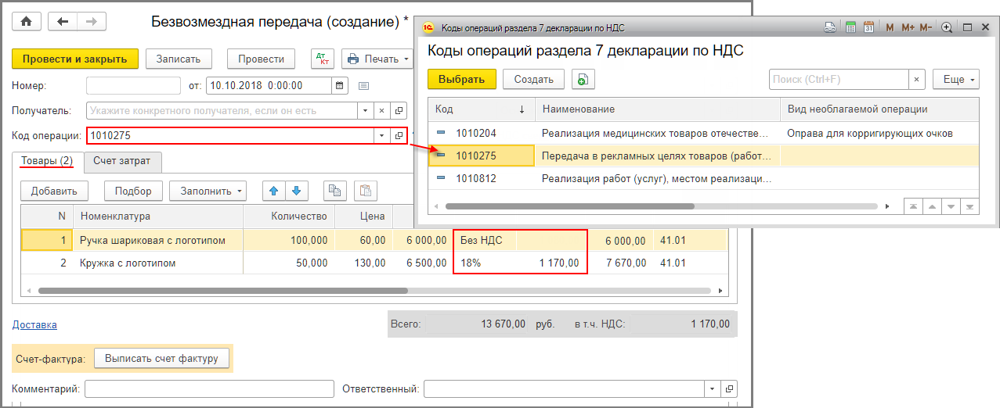 Безвозмездная передача (создание) *
Провести и закрыть Записать Провести Дт Кт Печать
Номер: от: 10.10.2018 0:00:00
Получатель: Укажите конкретного получателя, если он есть
Код операции: 1010275
Товары (2) Счет затрат
Добавить Подбор Заполнить
N Номенклатура Количество Цена
1 Ручка шариковая с логотипом 100,000 60,00 6 000,00 Без НДС 6 000,00 41.01
2 Кружка с логотипом 50,000 130,00 6 500,00 18% 1 170,00 7 670,00 41.01
Доставка
Всего: 13 670,00 руб. в т.ч. НДС: 1 170,00
Счет-фактура: Выписать счет фактуру
Комментарий: Ответственный:
1С Коды операций раздела 7 декларации по НДС 31 M M+ M-
Коды операций раздела 7 декларации по НДС
Выбрать Создать Поиск (Ctrl+F) × Еще
Код ↓ Наименование Вид необлагаемой операции
1010204 Реализация медицинских товаров отечестве... Оправа для корригирующих очков
1010275 Передача в рекламных целях товаров (работ...
1010812 Реализация работ (услуг), местом реализаци...